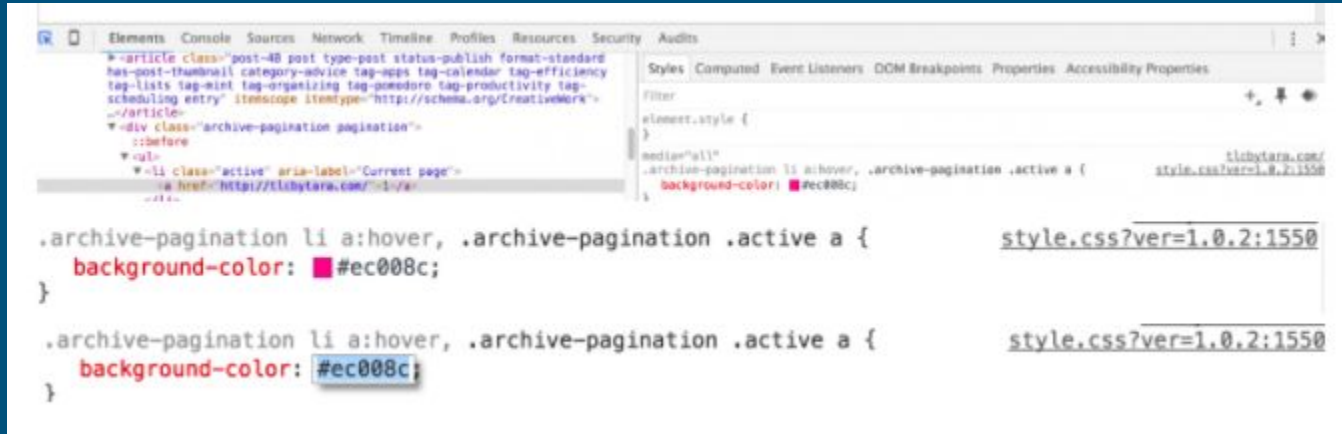 Elements Console Sources Network Timeline Profiles Resources Security Audits
▶<article class="post-48 post type-post status-publish format-standard
has-post-thumbnail category-advice tag-apps tag-calendar tag-efficiency
tag-lists tag-mint tag-organizing tag-pomodoro tag-productivity tag-
scheduling entry" itemscope itemtype="http://schema.org/CreativeWork">
…</article>
▼<div class="archive-pagination pagination">
::before
▼<ul>
▼<li class="active" aria-label="Current page">
<a href="http://tlcbytara.com/">1</a>
</li>
Styles Computed Event Listeners DOM Breakpoints Properties Accessibility Properties
Filter
element.style {
}
media="all" tlcbytara.com/
.archive-pagination li a:hover, .archive-pagination .active a { style.css?ver=1.0.2:1550
background-color: #ec008c;
}
.archive-pagination li a:hover, .archive-pagination .active a { style.css?ver=1.0.2:1550
background-color: #ec008c;
}
.archive-pagination li a:hover, .archive-pagination .active a { style.css?ver=1.0.2:1550
background-color: #ec008c;
}